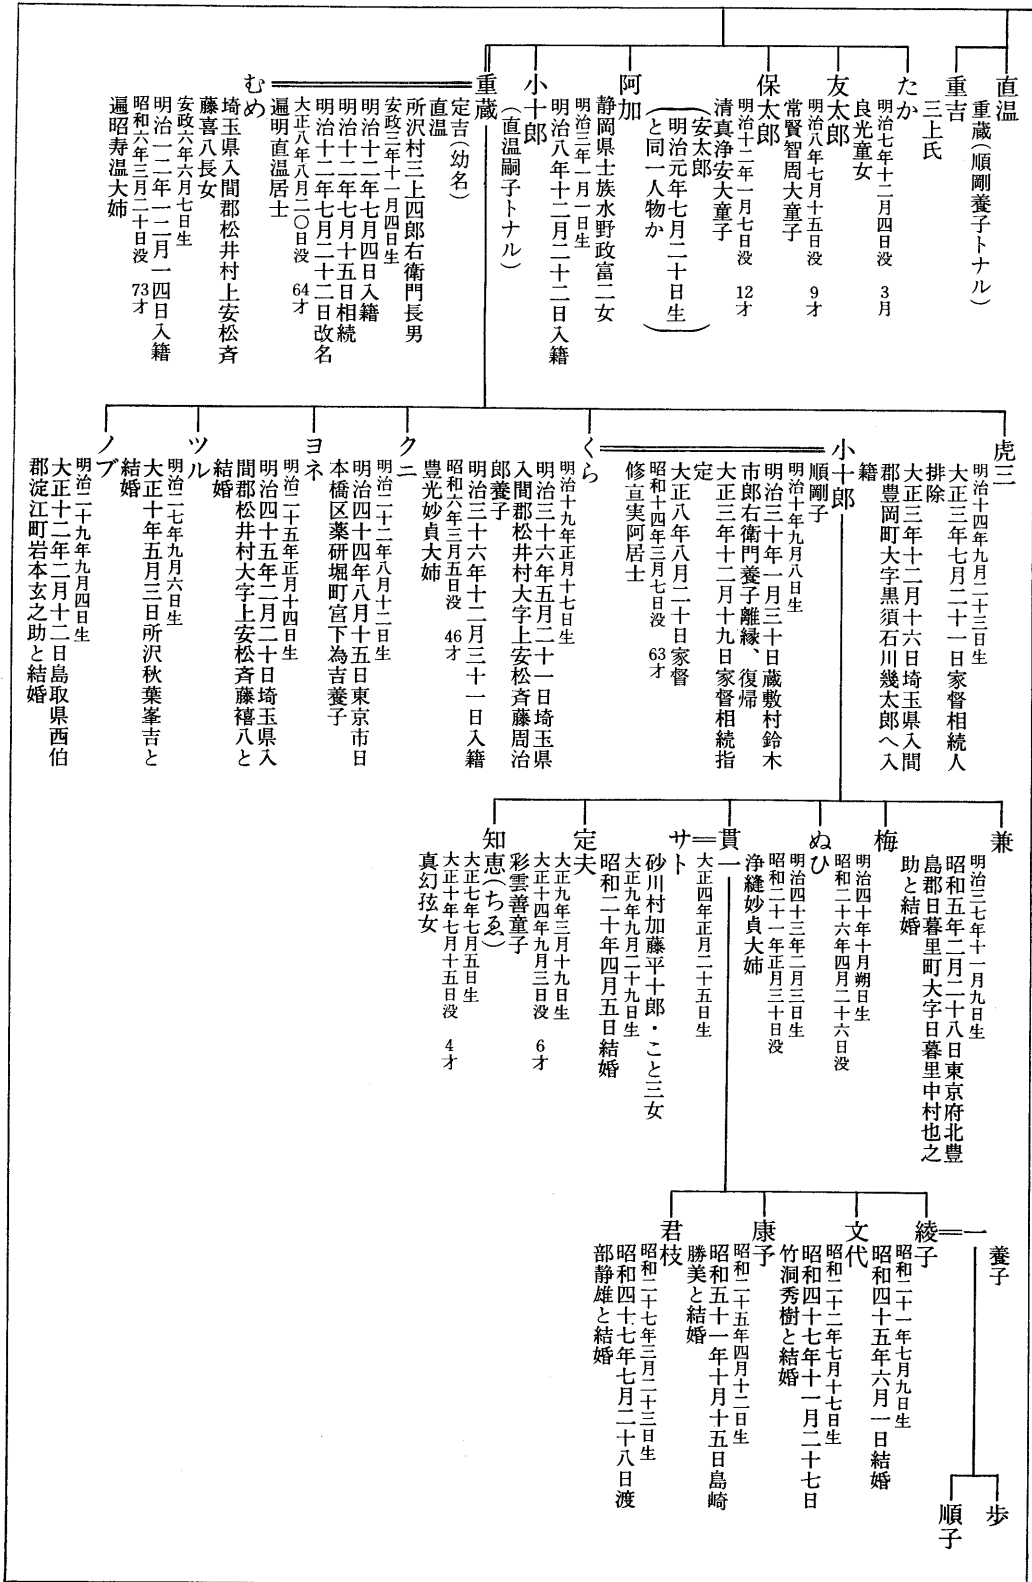 直温
重蔵(順剛養子トナル)
重吉
三上氏
たか
明治七年十二月四日没 3月
良光童女
友太郎
明治八年七月十五日没 9才
常賢智周大童子
保太郎
明治十二年一月七日没 12才
清真浄安大童子
(安太郎
明治元年七月二十日生
と同一人物か)
阿加
静岡県士族水野政富二女
明治三年一月一日生
明治八年十二月二十二日入籍
小十郎
(直温嗣子トナル)
重蔵
定吉(幼名)
直温
所沢村三上四郎右衛門長男
安政三年十一月四日生
明治十二年七月四日入籍
明治十二年七月十五日相続
明治十二年七月二十二日改名
大正八年八月二〇日没 64才
遍明直温居士
むめ
埼玉県入間郡松井村上安松斉
藤喜八長女
安政六年六月七日生
明治一二年一二月一四日入籍
昭和六年三月二十日没 73才
遍昭寿温大姉
虎三
明治十四年九月二十三日生
大正三年七月二十一日家督相続人
排除
大正三年十二月十六日埼玉県入間
郡豊岡町大字黒須石川幾太郎へ入
籍
小十郎
順剛子
明治十年九月八日生
明治三十年一月三十日蔵敷村鈴木
市郎右衛門養子離縁、復帰
大正三年十二月十九日家督相続指
定
大正八年八月二十日家督
昭和十四年三月七日没 63才
修宣実阿居士
くら
明治十九年正月十七日生
明治三十六年五月二十一日埼玉県
入間郡松井村大字上安松斉藤周治
郎養子
明治三十六年十二月三十一日入籍
昭和六年三月五日没 46才
豊光妙貞大姉
クニ
明治二十二年八月十二日生
明治四十四年八月十五日東京市日
本橋区薬研堀町宮下為吉養子
ヨネ
明治二十五年正月十四日生
明治四十五年二月二十日埼玉県入
間郡松井村大字上安松斉藤禧八と
結婚
ツル
明治二七年九月六日生
大正十年五月三日所沢秋葉峯吉と
結婚
ノブ
明治二十九年九月四日生
大正十二年二月十二日鳥取県西伯
郡淀江町岩本玄之助と結婚
兼
明治三七年十一月九日生
昭和五年二月二十八日東京府北豊
島郡日暮里町大字日暮里中村也之
助と結婚
梅
明治四十年十月朔日生
昭和二十六年四月二十六日没
ぬひ
明治四十三年二月三日生
昭和二十一年正月三十日没
浄縫妙貞大姉
貫一
大正四年正月二十五日生
サト
砂川村加藤平十郎・こと三女
大正九年九月二十九日生
昭和二十年四月五日結婚
定夫
大正九年三月十九日生
大正十四年九月三日没 6才
彩雲善童子
知恵(ちゑ)
大正七年七月五日生
大正十年七月十五日没 4才
真幻孩女
養子
一
綾子
昭和二十一年七月九日生
昭和四十五年六月一日結婚
文代
昭和二十二年七月十七日生
昭和四十七年十一月二十七日
竹洞秀樹と結婚
康予
昭和二十五年四月十二日生
昭和五十一年十月十五日島崎
勝美と結婚
君枝
昭和二十七年三月二十三日生
昭和四十七年七月二十八日渡
部静雄と結婚
歩
順子